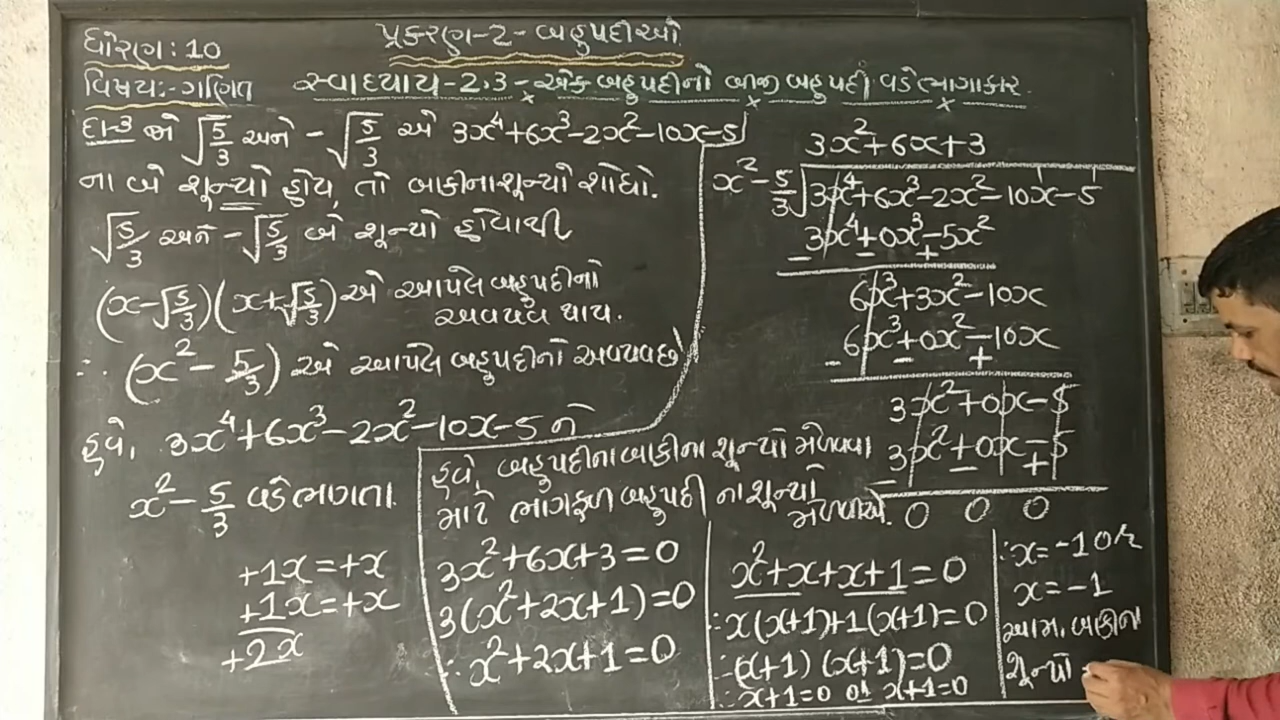 ધોરણ: 10
પ્રકરણ-2- બહુપદીઓ
વિષય:-ગણિત
સ્વાધ્યાય-2.3 - એક બહુપદીનો બીજી બહુપદી વડે ભાગાકાર
દા-3 જો √5/3 અને - √5/3 એ 3x⁴+6x³-2x²-10x-5
ના બે શૂન્યો હોય, તો બાકીના શૂન્યો શોધો.
√5/3 અને -√5/3 બે શૂન્યો હોવાથી
(x-√5/3)(x+√5/3) એ આપેલ બહુપદીનો
અવયવ થાય.
∴ (x² - 5/3) એ આપેલ બહુપદીનો અવયવ છે
હવે, 3x⁴+6x³-2x²-10x-5 ને
x² - 5/3 વડે ભાગતા.
+1x=+x
+1x=+x
+2x
3x²+6x+3
x²-5/3 3x⁴+6x³-2x²-10x-5
3x⁴+0x³-5x²
- - +
6x³+3x²-10x
6x³+0x²-10x
- - +
3x²+0x-5
3x²+0x-5
- - +
0 0 0
હવે, બહુપદીના બાકીના શૂન્યો મેળવવા
માટે ભાગફળ બહુપદી ના શૂન્યો
મેળવીએ.
3x²+6x+3=0
3(x²+2x+1)=0
∴ x²+2x+1=0
x²+x+x+1=0
∴ x(x+1)+1(x+1)=0
∴ (x+1) (x+1)=0
∴ x+1=0 or x+1=0
∴ x=-1 or
x=-1
આમ, બાકીના
શૂન્યો -